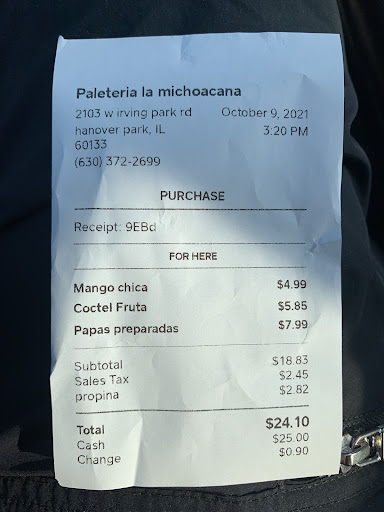 Paleteria la michoacana
2103 w irving park rd October 9, 2021
hanover park, IL 3:20 PM
60133
(630) 372-2699
PURCHASE
Receipt: 9EBd
FOR HERE
Mango chica $4.99
Coctel Fruta $5.85
Papas preparadas $7.99
Subtotal $18.83
Sales Tax $2.45
propina $2.82
Total $24.10
Cash $25.00
Change $0.90